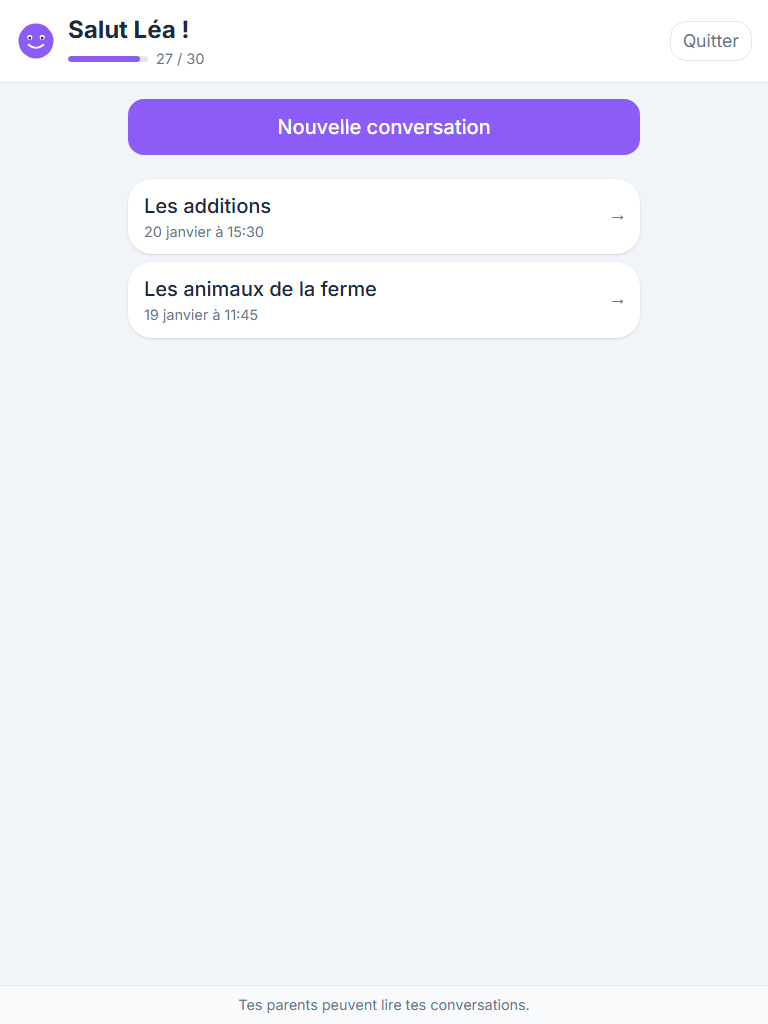 Salut Léa !
27 / 30
Quitter
Nouvelle conversation
Les additions
20 janvier à 15:30
→
Les animaux de la ferme
19 janvier à 11:45
→
Tes parents peuvent lire tes conversations.